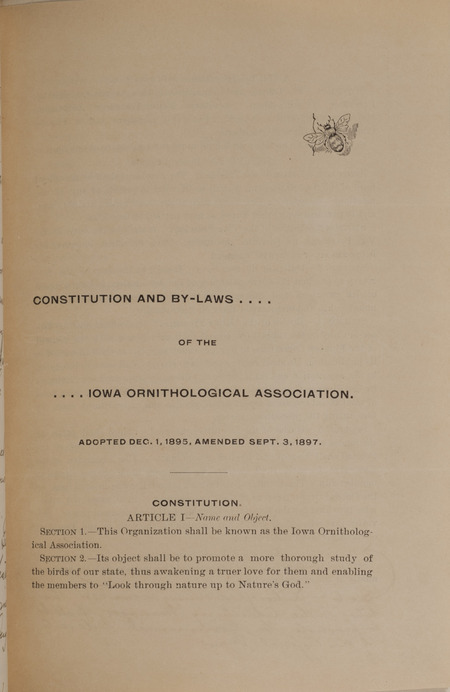 CONSTITUTION AND BY-LAWS ....
OF THE
.... IOWA ORNITHOLOGICAL ASSOCIATION.
ADOPTED DEC. 1, 1895, AMENDED SEPT. 3, 1897.
CONSTITUTION.
ARTICLE I—Name and Object.
SECTION 1.—This Organization shall be known as the Iowa Ornitholog-
ical Association.
SECTION 2.—Its object shall be to promote a more thorough study of
the birds of our state, thus awakening a truer love for them and enabling
the members to "Look through nature up to Nature's God."